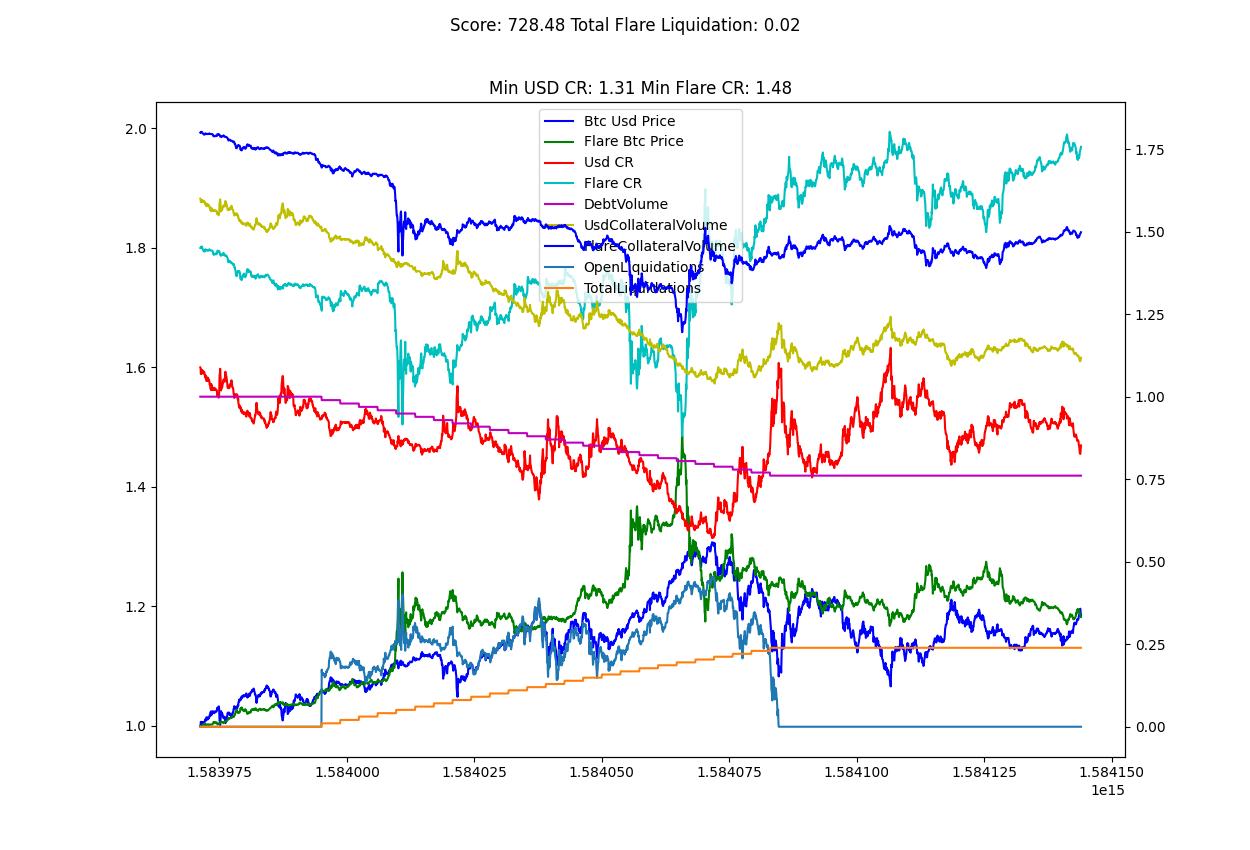 Score: 728.48 Total Flare Liquidation: 0.02
Min USD CR: 1.31 Min Flare CR: 1.48
Btc Usd Price
Flare Btc Price
Usd CR
Flare CR
DebtVolume
UsdCollateralVolume
FlareCollateralVolume
OpenLiquidations
TotalLiquidations
2.0
1.8
1.6
1.4
1.2
1.0
1.75
1.50
1.25
1.00
0.75
0.50
0.25
0.00
1.583975 1.584000 1.584025 1.584050 1.584075 1.584100 1.584125 1.584150
1e15